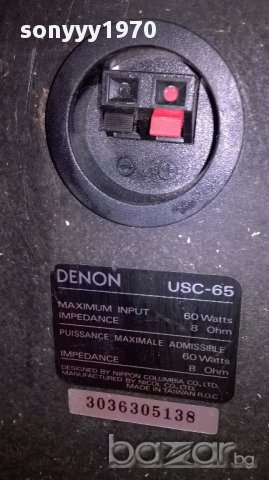 sonyyy1970
DENON USC-65
MAXIMUM INPUT 60 Watts
IMPEDANCE 8 Ohm
PUISSANCE MAXIMALE ADMISSIBLE
60 Watts
IMPEDANCE 8 Ohm
DESIGNED BY NIPPON COLUMBIA CO., LTD.
MANUFACTURED BY NICOL CO., LTD.
MADE IN TAIWAN R.O.C
3036305138
bazar.bg